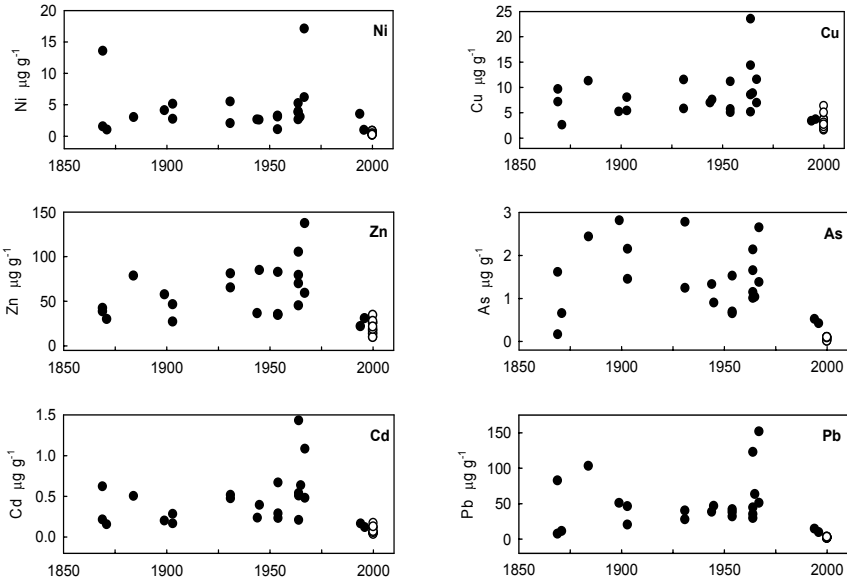 Ni
Ni µg g-1
20
15
10
5
0
1850 1900 1950 2000
Cu
Cu µg g-1
25
20
15
10
5
0
1850 1900 1950 2000
Zn
Zn µg g-1
150
100
50
0
1850 1900 1950 2000
As
As µg g-1
3
2
1
0
1850 1900 1950 2000
Cd
Cd µg g-1
1.5
1.0
0.5
0.0
1850 1900 1950 2000
Pb
Pb µg g-1
150
100
50
0
1850 1900 1950 2000